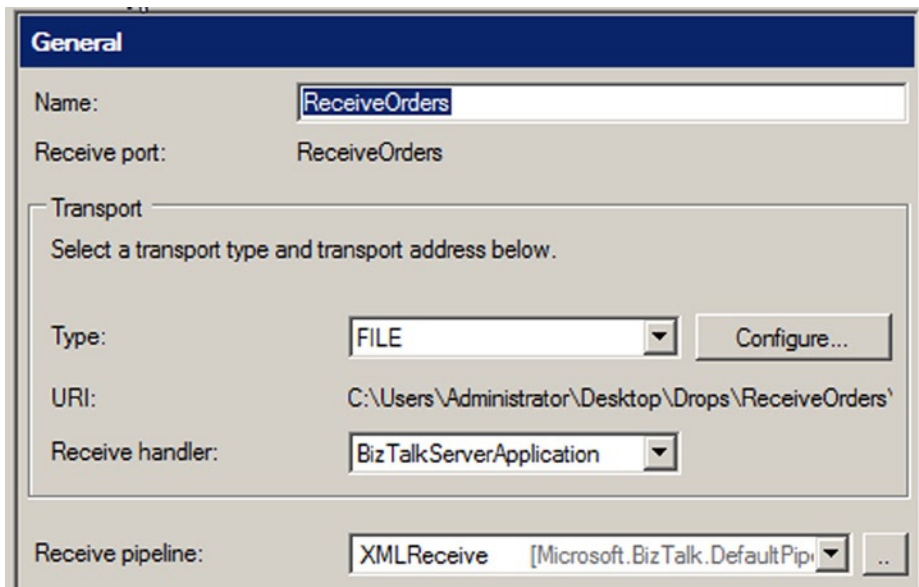 General
Name: ReceiveOrders
Receive port: ReceiveOrders
Transport
Select a transport type and transport address below.
Type: FILE Configure...
URI: C:\Users\Administrator\Desktop\Drops\ReceiveOrders\
Receive handler: BizTalkServerApplication
Receive pipeline: XMLReceive [Microsoft.BizTalk.DefaultPip ..